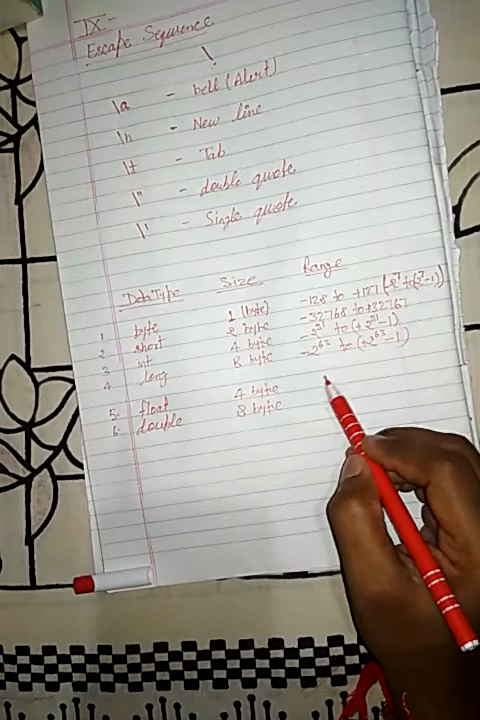 IX-
Escape Sequence
\
\a - bell (Alert)
\n - New line
\t - Tab
\" - double quote
\' - Single quote
Data Type Size Range
1 byte 1 (byte) -128 to +127 (-2^7 to (2^7-1))
2 short 2 byte -32768 to +32767
3 int 4 byte -2^31 to (+2^31-1)
4 long 8 byte -2^63 to (+2^63-1)
5. float 4 byte
6. double 8 byte